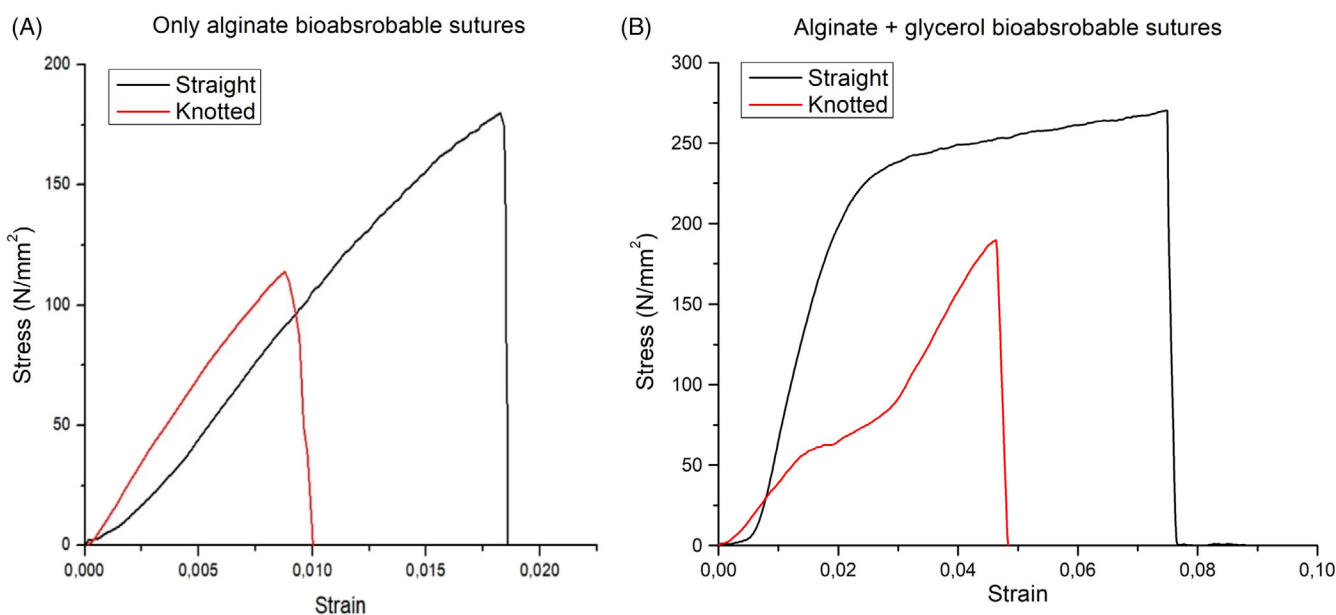 (A) Only alginate bioabsrobable sutures
Straight
Knotted
200
150
100
50
0
Stress (N/mm²)
0,000 0,005 0,010 0,015 0,020
Strain
(B) Alginate + glycerol bioabsrobable sutures
Straight
Knotted
300
250
200
150
100
50
0
Stress (N/mm²)
0,00 0,02 0,04 0,06 0,08 0,10
Strain